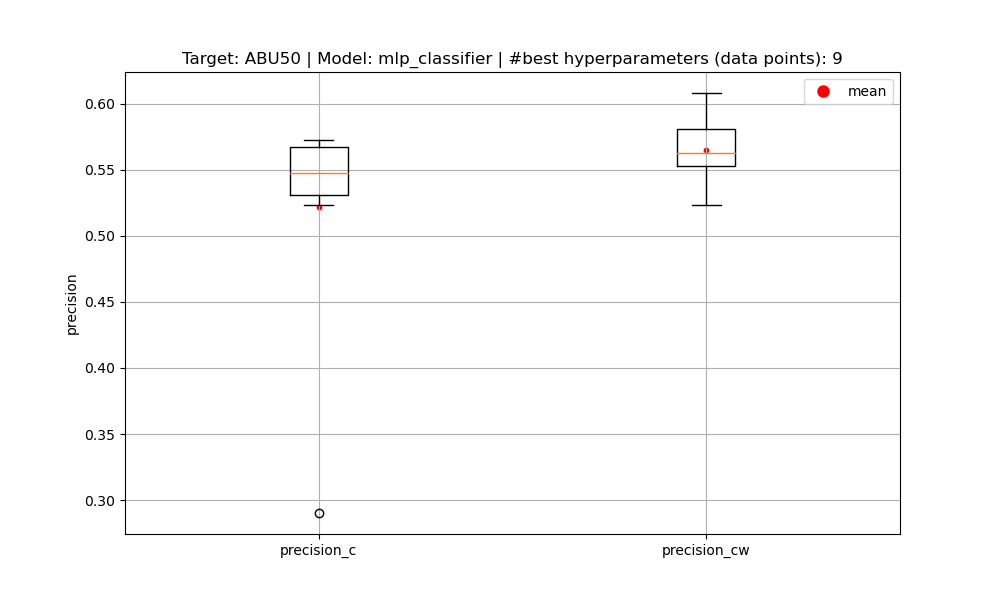 Target: ABU50 | Model: mlp_classifier | #best hyperparameters (data points): 9
mean
0.60
0.55
0.50
0.45
0.40
0.35
0.30
precision
precision_c
precision_cw